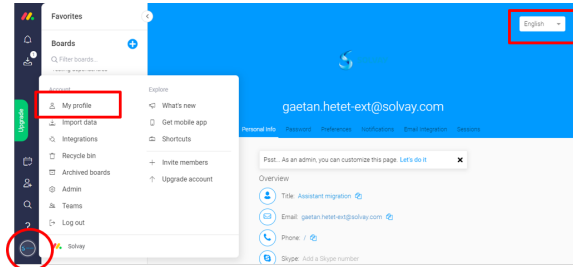 Favorites
Boards
Filter boards...
Account
My profile
Import data
Integrations
Recycle bin
Archived boards
Admin
Teams
Log out
Solvay
Explore
What's new
Get mobile app
Shortcuts
Invite members
Upgrade account
Upgrade
1
?
English
gaetan.hetet-ext@solvay.com
Personal Info Password Preferences Notifications Email Integration Sessions
Psst... As an admin, you can customize this page Let's do it
Overview
Title: Assistant migration
Email: gaetan.hetet-ext@solvay.com
Phone: /
Skype: Add a Skype number